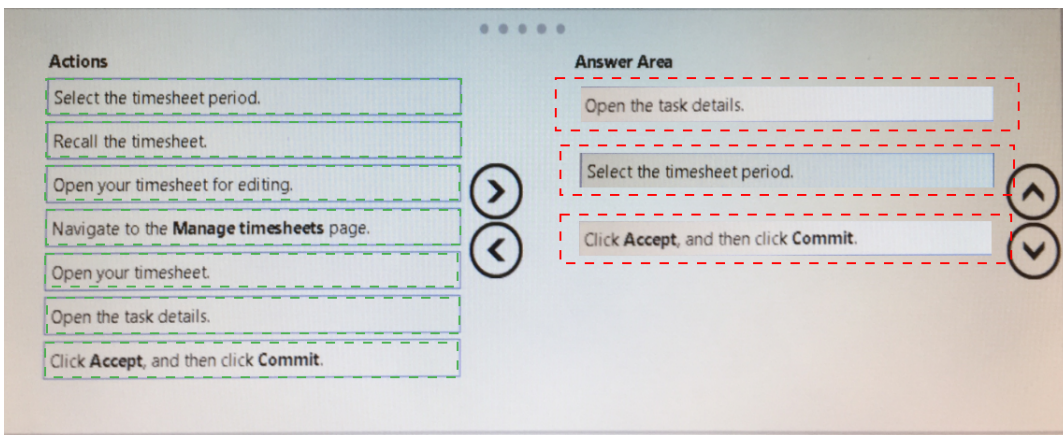 Actions
Select the timesheet period.
Recall the timesheet.
Open your timesheet for editing.
Navigate to the Manage timesheets page.
Open your timesheet.
Open the task details.
Click Accept, and then click Commit.
Answer Area
Open the task details.
Select the timesheet period.
Click Accept, and then click Commit.